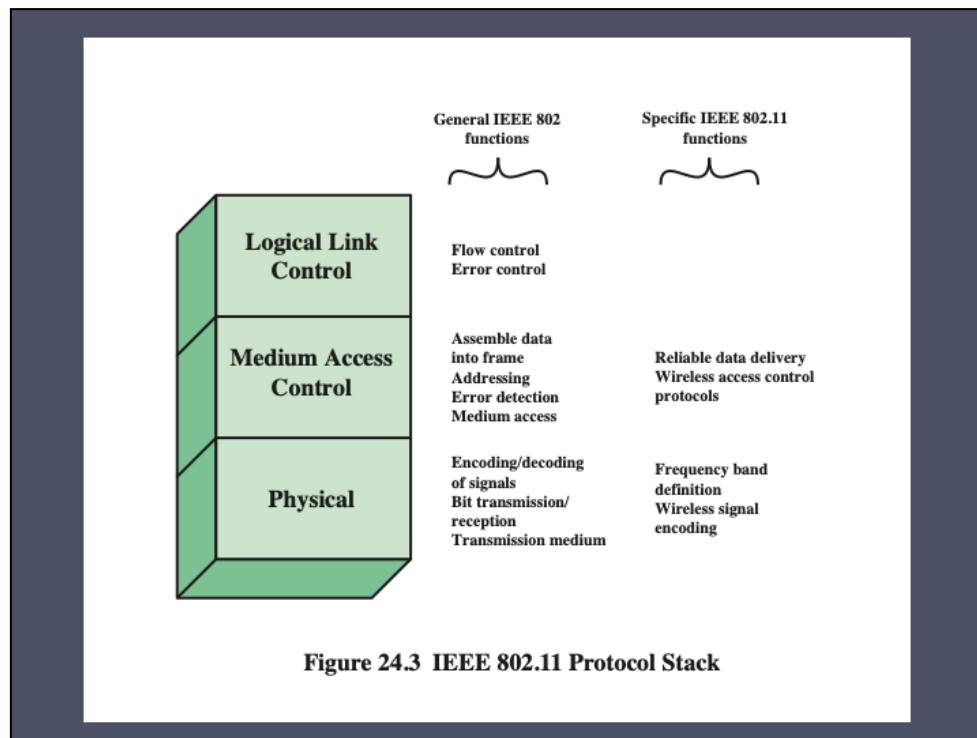 General IEEE 802
functions
Specific IEEE 802.11
functions
Logical Link
Control
Flow control
Error control
Medium Access
Control
Assemble data
into frame
Addressing
Error detection
Medium access
Reliable data delivery
Wireless access control
protocols
Physical
Encoding/decoding
of signals
Bit transmission/
reception
Transmission medium
Frequency band
definition
Wireless signal
encoding
Figure 24.3 IEEE 802.11 Protocol Stack